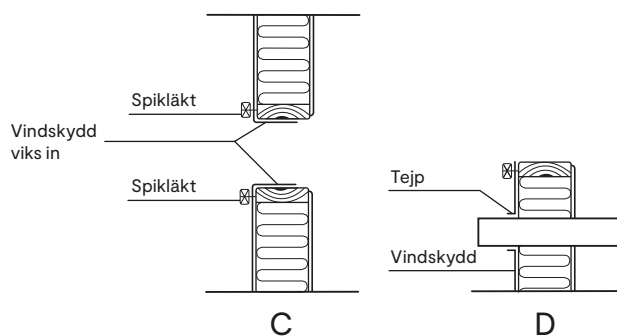 Spikläkt
Vindskydd
viks in
Spikläkt
Tejp
Vindskydd
C
D